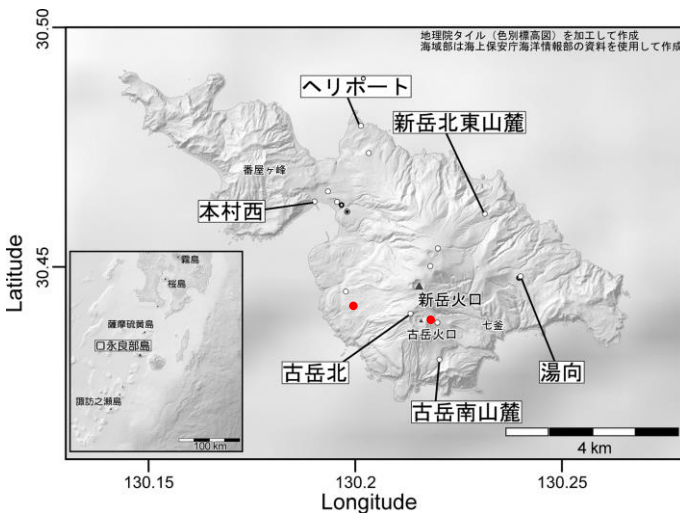 30.50
地理院タイル（色別標高図）を加工して作成
海域部は海上保安庁海洋情報部の資料を使用して作成
ヘリポート
新岳北東山麓
番屋ヶ峰
本村西
30.45
Latitude
霧島
桜島
薩摩硫黄島
口永良部島
諏訪之瀬島
100 km
新岳火口
古岳火口
七釜
古岳北
湯向
古岳南山麓
4 km
130.15
130.2
130.25
Longitude